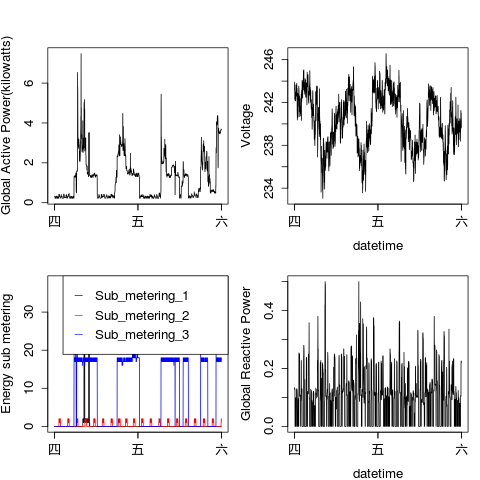 Global Active Power(kilowatts)
0 2 4 6
四 五 六
Voltage
234 238 242 246
四 五 六
datetime
Energy sub metering
0 10 20 30
Sub_metering_1
Sub_metering_2
Sub_metering_3
四 五 六
Global Reactive Power
0.0 0.2 0.4
四 五 六
datetime